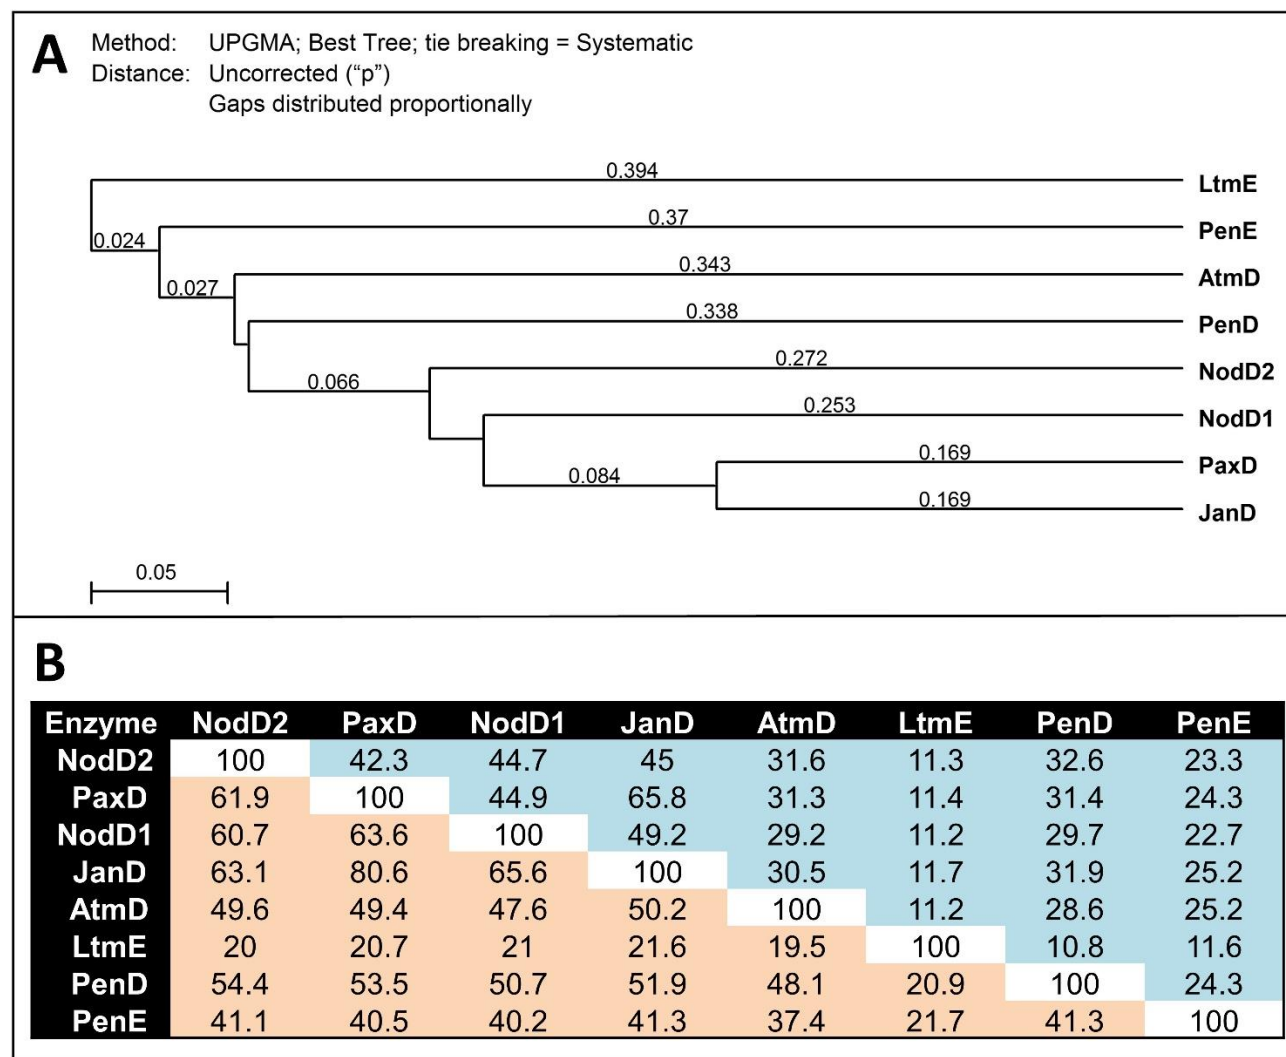 A
Method: UPGMA; Best Tree; tie breaking = Systematic
Distance: Uncorrected (“p”)
Gaps distributed proportionally
0.394 LtmE
0.37 PenE
0.024
0.343 AtmD
0.027
0.338 PenD
0.272 NodD2
0.066
0.253 NodD1
0.169 PaxD
0.084
0.169 JanD
0.05
B
Enzyme NodD2 PaxD NodD1 JanD AtmD LtmE PenD PenE
NodD2 100 42.3 44.7 45 31.6 11.3 32.6 23.3
PaxD 61.9 100 44.9 65.8 31.3 11.4 31.4 24.3
NodD1 60.7 63.6 100 49.2 29.2 11.2 29.7 22.7
JanD 63.1 80.6 65.6 100 30.5 11.7 31.9 25.2
AtmD 49.6 49.4 47.6 50.2 100 11.2 28.6 25.2
LtmE 20 20.7 21 21.6 19.5 100 10.8 11.6
PenD 54.4 53.5 50.7 51.9 48.1 20.9 100 24.3
PenE 41.1 40.5 40.2 41.3 37.4 21.7 41.3 100